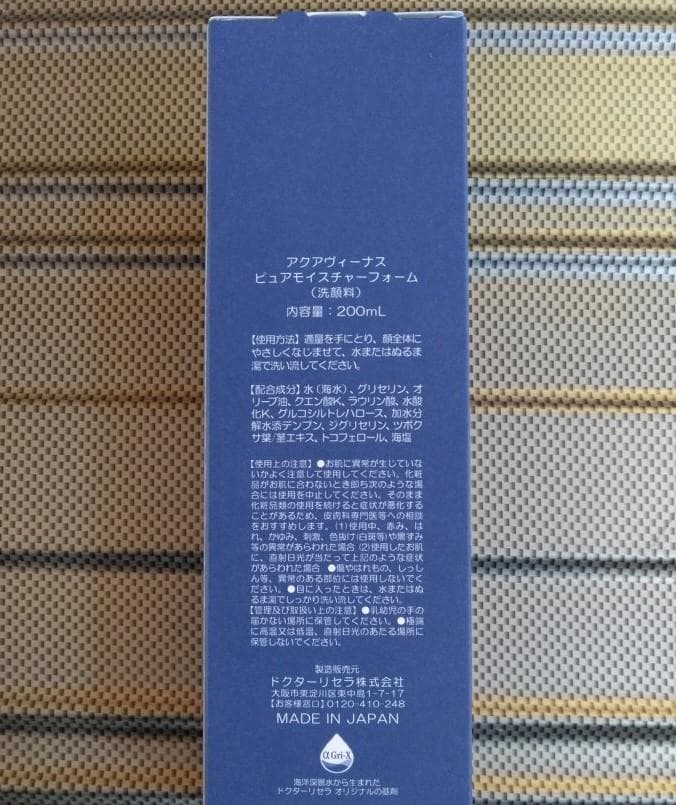 アクアヴィーナス
ピュアモイスチャーフォーム
（洗顔料）
内容量：200mL
【使用方法】適量を手にとり、顔全体に
やさしくなじませて、水またはぬるま
湯で洗い流してください。
【配合成分】水（海水）、グリセリン、オ
リーブ油、クエン酸K、ラウリン酸、水酸
化K、グルコシルトレハロース、加水分
解水添デンプン、ジグリセリン、ツボク
サ葉/茎エキス、トコフェロール、海塩
【使用上の注意】●お肌に異常が生じていな
いかよく注意して使用してください。化粧
品がお肌に合わないとき即ち次のような場
合には使用を中止してください。そのまま
化粧品類の使用を続けると症状が悪化する
ことがあるため、皮膚科専門医等への相談
をおすすめします。(1)使用中、赤み、は
れ、かゆみ、刺激、色抜け(白斑等)や黒ずみ
等の異常があらわれた場合 (2)使用したお肌
に、直射日光が当たって上記のような症状
があらわれた場合 ●傷やはれもの、しっし
ん等、異常のある部位には使用しないでく
ださい。●目に入ったときは、水またはぬ
るま湯でしっかり洗い流してください。
【管理及び取扱い上の注意】●乳幼児の手の
届かない場所に保管してください。●極端
に高温又は低温、直射日光のあたる場所に
保管しないでください。
製造販売元
ドクターリセラ株式会社
大阪市東淀川区東中島1-7-17
【お客様窓口】0120-410-248
MADE IN JAPAN
αGri-X
海洋深層水から生まれた
ドクターリセラ オリジナルの基剤